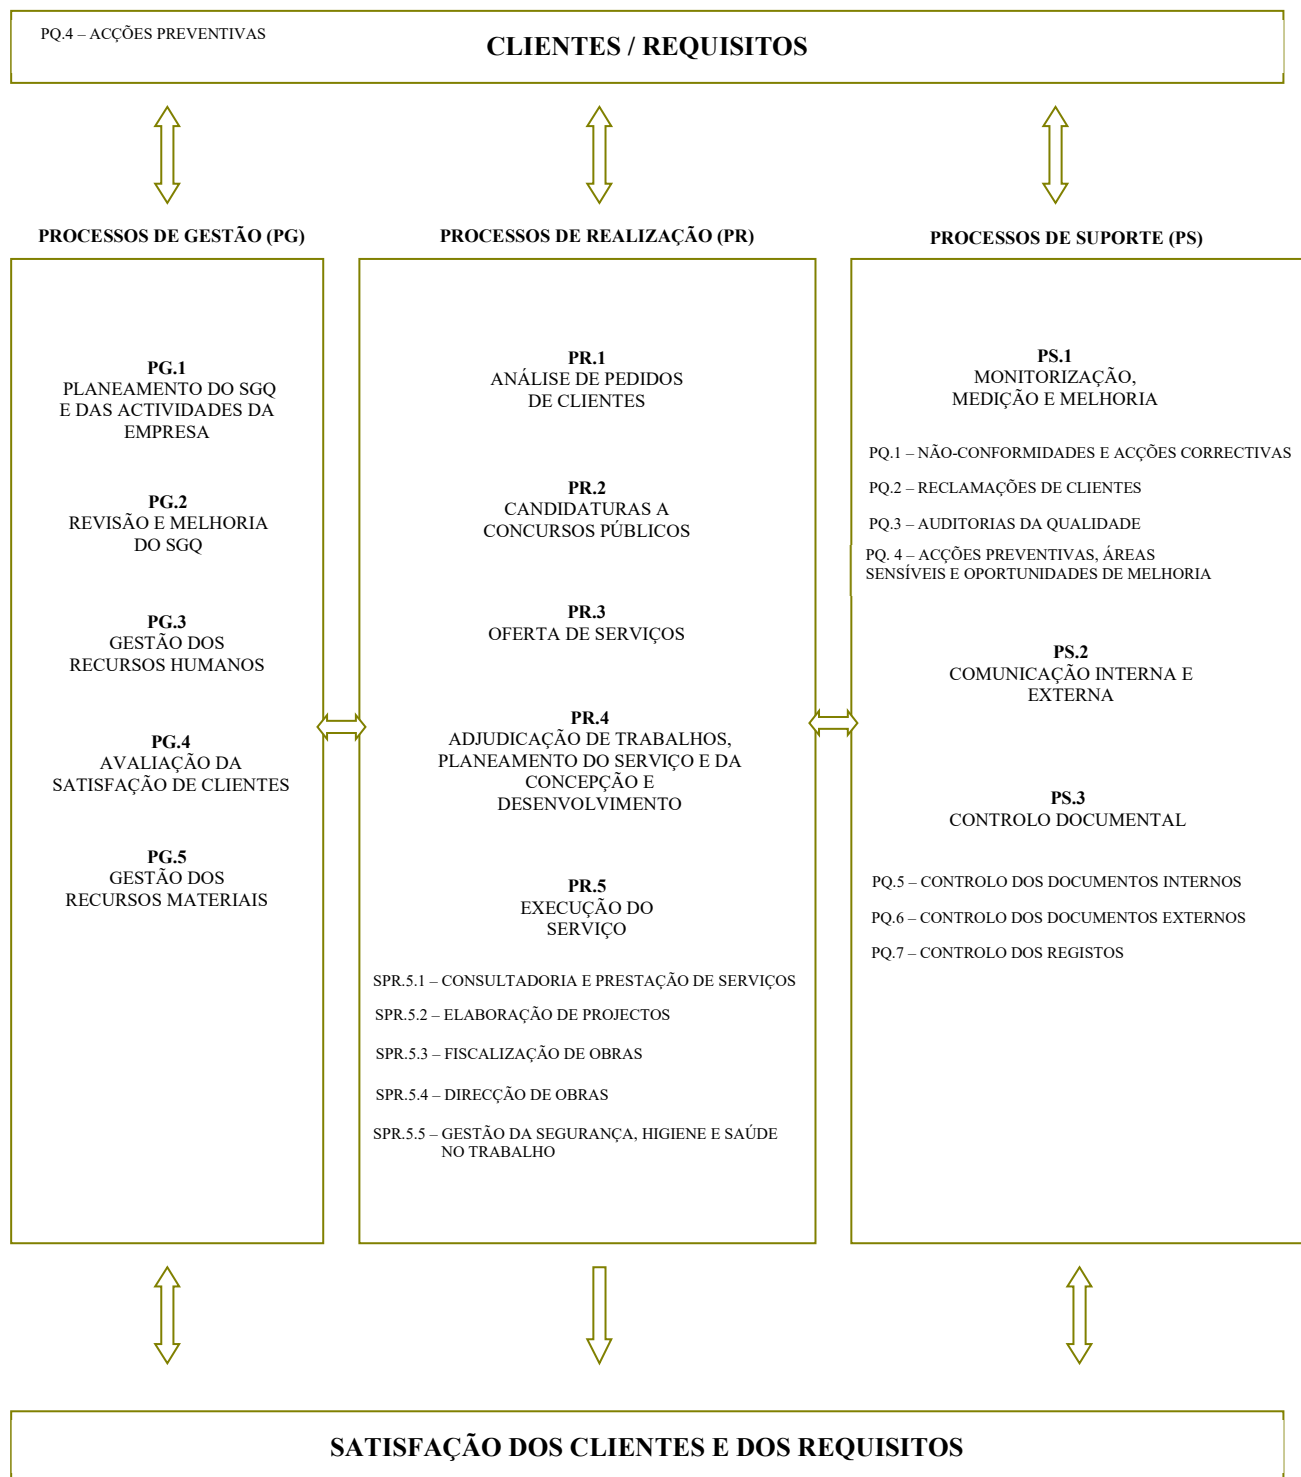 PQ.4 – ACÇÕES PREVENTIVAS
CLIENTES / REQUISITOS
PROCESSOS DE GESTÃO (PG)
PG.1
PLANEAMENTO DO SGQ
E DAS ACTIVIDADES DA
EMPRESA
PG.2
REVISÃO E MELHORIA
DO SGQ
PG.3
GESTÃO DOS
RECURSOS HUMANOS
PG.4
AVALIAÇÃO DA
SATISFAÇÃO DE CLIENTES
PG.5
GESTÃO DOS
RECURSOS MATERIAIS
PROCESSOS DE REALIZAÇÃO (PR)
PR.1
ANÁLISE DE PEDIDOS
DE CLIENTES
PR.2
CANDIDATURAS A
CONCURSOS PÚBLICOS
PR.3
OFERTA DE SERVIÇOS
PR.4
ADJUDICAÇÃO DE TRABALHOS,
PLANEAMENTO DO SERVIÇO E DA
CONCEPÇÃO E
DESENVOLVIMENTO
PR.5
EXECUÇÃO DO
SERVIÇO
SPR.5.1 – CONSULTADORIA E PRESTAÇÃO DE SERVIÇOS
SPR.5.2 – ELABORAÇÃO DE PROJECTOS
SPR.5.3 – FISCALIZAÇÃO DE OBRAS
SPR.5.4 – DIRECÇÃO DE OBRAS
SPR.5.5 – GESTÃO DA SEGURANÇA, HIGIENE E SAÚDE
NO TRABALHO
PROCESSOS DE SUPORTE (PS)
PS.1
MONITORIZAÇÃO,
MEDIÇÃO E MELHORIA
PQ.1 – NÃO-CONFORMIDADES E ACÇÕES CORRECTIVAS
PQ.2 – RECLAMAÇÕES DE CLIENTES
PQ.3 – AUDITORIAS DA QUALIDADE
PQ. 4 – ACÇÕES PREVENTIVAS, ÁREAS
SENSÍVEIS E OPORTUNIDADES DE MELHORIA
PS.2
COMUNICAÇÃO INTERNA E
EXTERNA
PS.3
CONTROLO DOCUMENTAL
PQ.5 – CONTROLO DOS DOCUMENTOS INTERNOS
PQ.6 – CONTROLO DOS DOCUMENTOS EXTERNOS
PQ.7 – CONTROLO DOS REGISTOS
SATISFAÇÃO DOS CLIENTES E DOS REQUISITOS